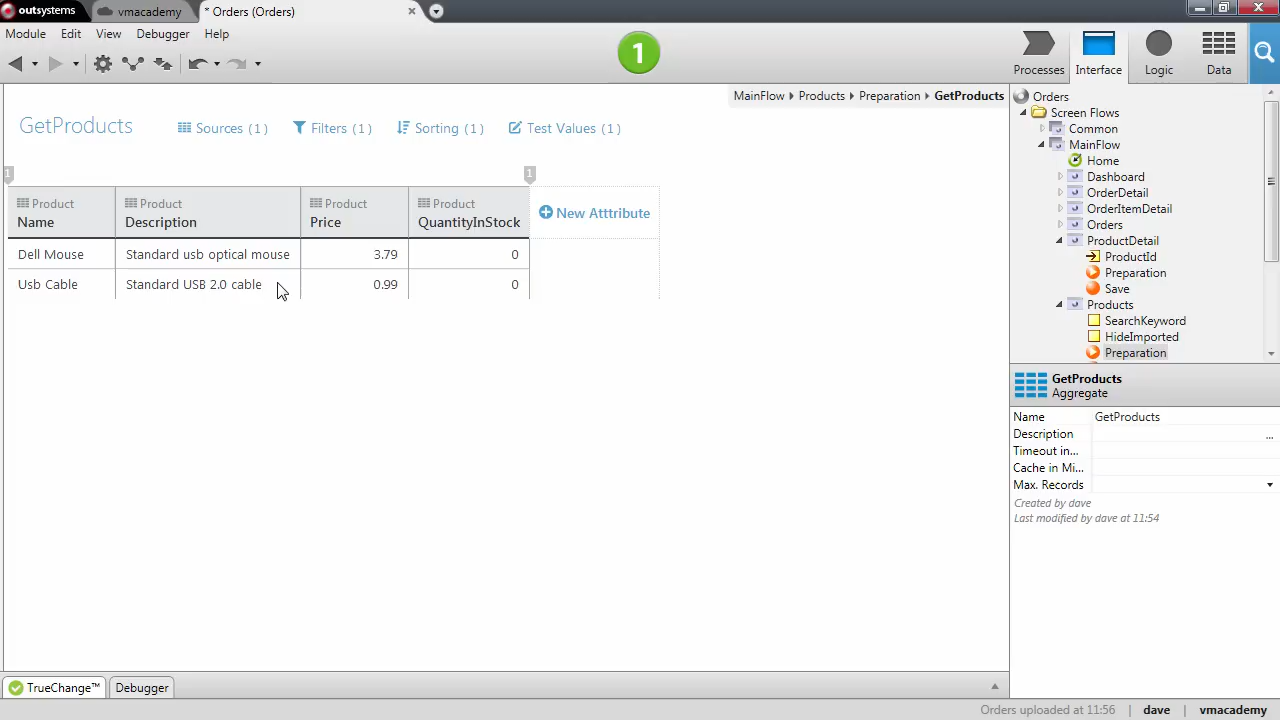 outsystems
vmacademy
* Orders (Orders)
Module Edit View Debugger Help
1
Processes Interface Logic Data
MainFlow Products Preparation GetProducts
GetProducts
Sources (1)
Filters (1)
Sorting (1)
Test Values (1)
1
1
Product Product Product Product
Name Description Price QuantityInStock
New Atttribute
Dell Mouse Standard usb optical mouse 3.79 0
Usb Cable Standard USB 2.0 cable 0.99 0
Orders
Screen Flows
Common
MainFlow
Home
Dashboard
OrderDetail
OrderItemDetail
Orders
ProductDetail
ProductId
Preparation
Save
Products
SearchKeyword
HideImported
Preparation
GetProducts
Aggregate
Name GetProducts
Description ...
Timeout in...
Cache in Mi...
Max. Records
Created by dave
Last modified by dave at 11:54
TrueChange™ Debugger
Orders uploaded at 11:56 | dave | vmacademy